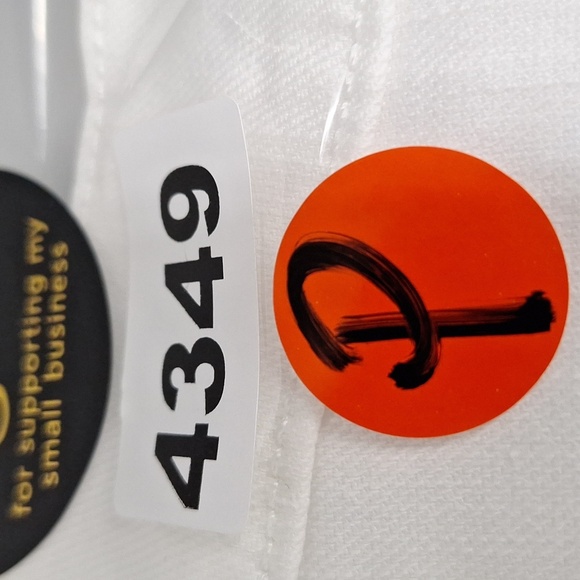 for supporting my
small business
4349
P